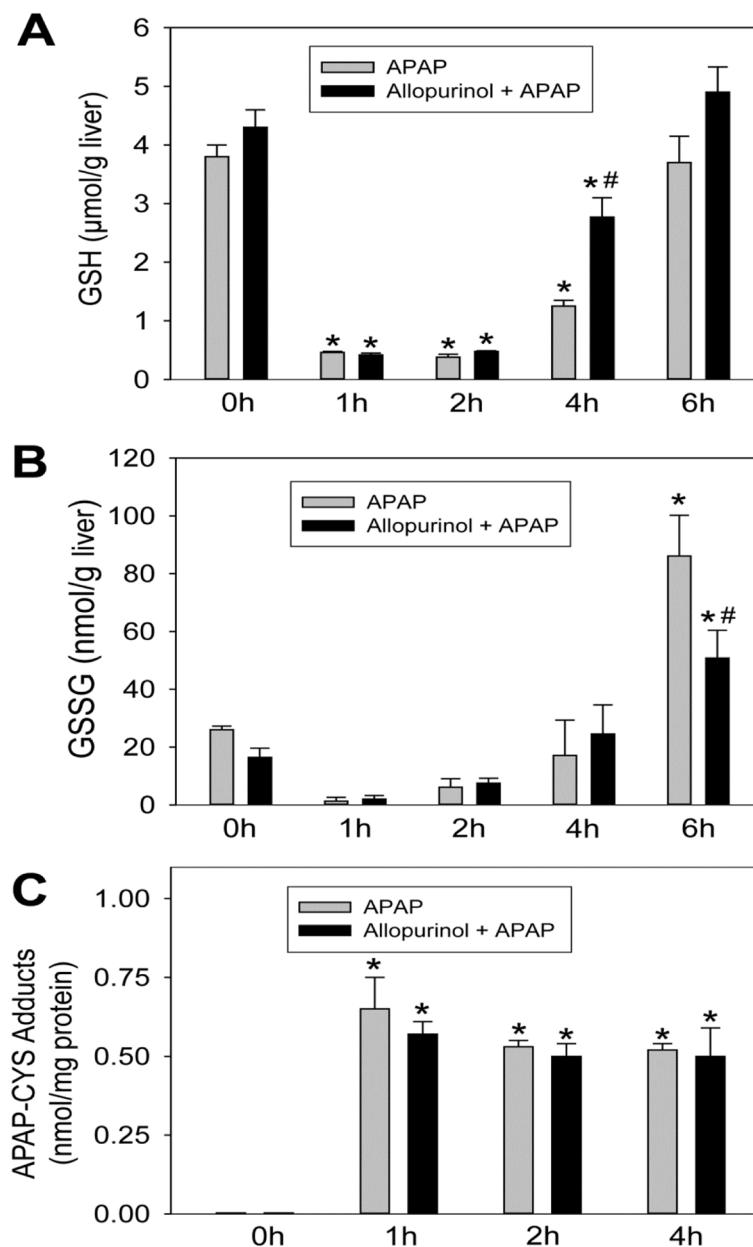 A
GSH (μmol/g liver)
6
5
4
3
2
1
0
APAP
Allopurinol + APAP
* * * * * *#
0h 1h 2h 4h 6h
B
GSSG (nmol/g liver)
120
100
80
60
40
20
0
APAP
Allopurinol + APAP
* *#
0h 1h 2h 4h 6h
C
APAP-CYS Adducts
(nmol/mg protein)
1.00
0.75
0.50
0.25
0.00
APAP
Allopurinol + APAP
* * * * * *
0h 1h 2h 4h